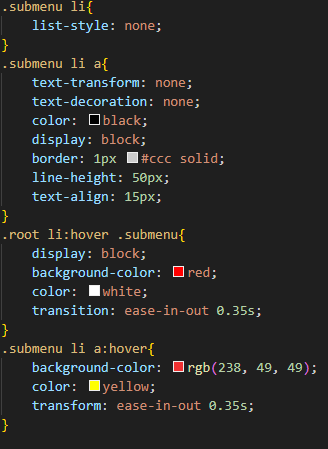 .submenu li{
    list-style: none;
}
.submenu li a{
    text-transform: none;
    text-decoration: none;
    color: black;
    display: block;
    border: 1px #ccc solid;
    line-height: 50px;
    text-align: 15px;
}
.root li:hover .submenu{
    display: block;
    background-color: red;
    color: white;
    transition: ease-in-out 0.35s;
}
.submenu li a:hover{
    background-color: rgb(238, 49, 49);
    color: yellow;
    transform: ease-in-out 0.35s;
}